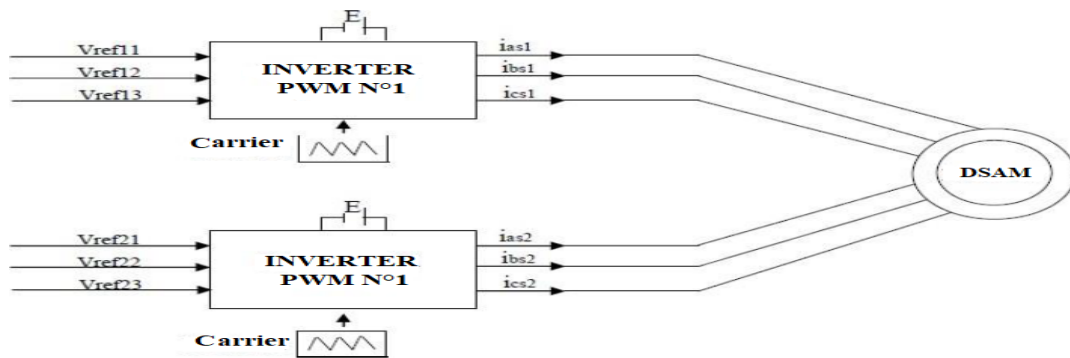 E
Vref11
Vref12
Vref13
INVERTER
PWM N°1
ias1
ibs1
ics1
Carrier
DSAM
E
Vref21
Vref22
Vref23
INVERTER
PWM N°1
ias2
ibs2
ics2
Carrier